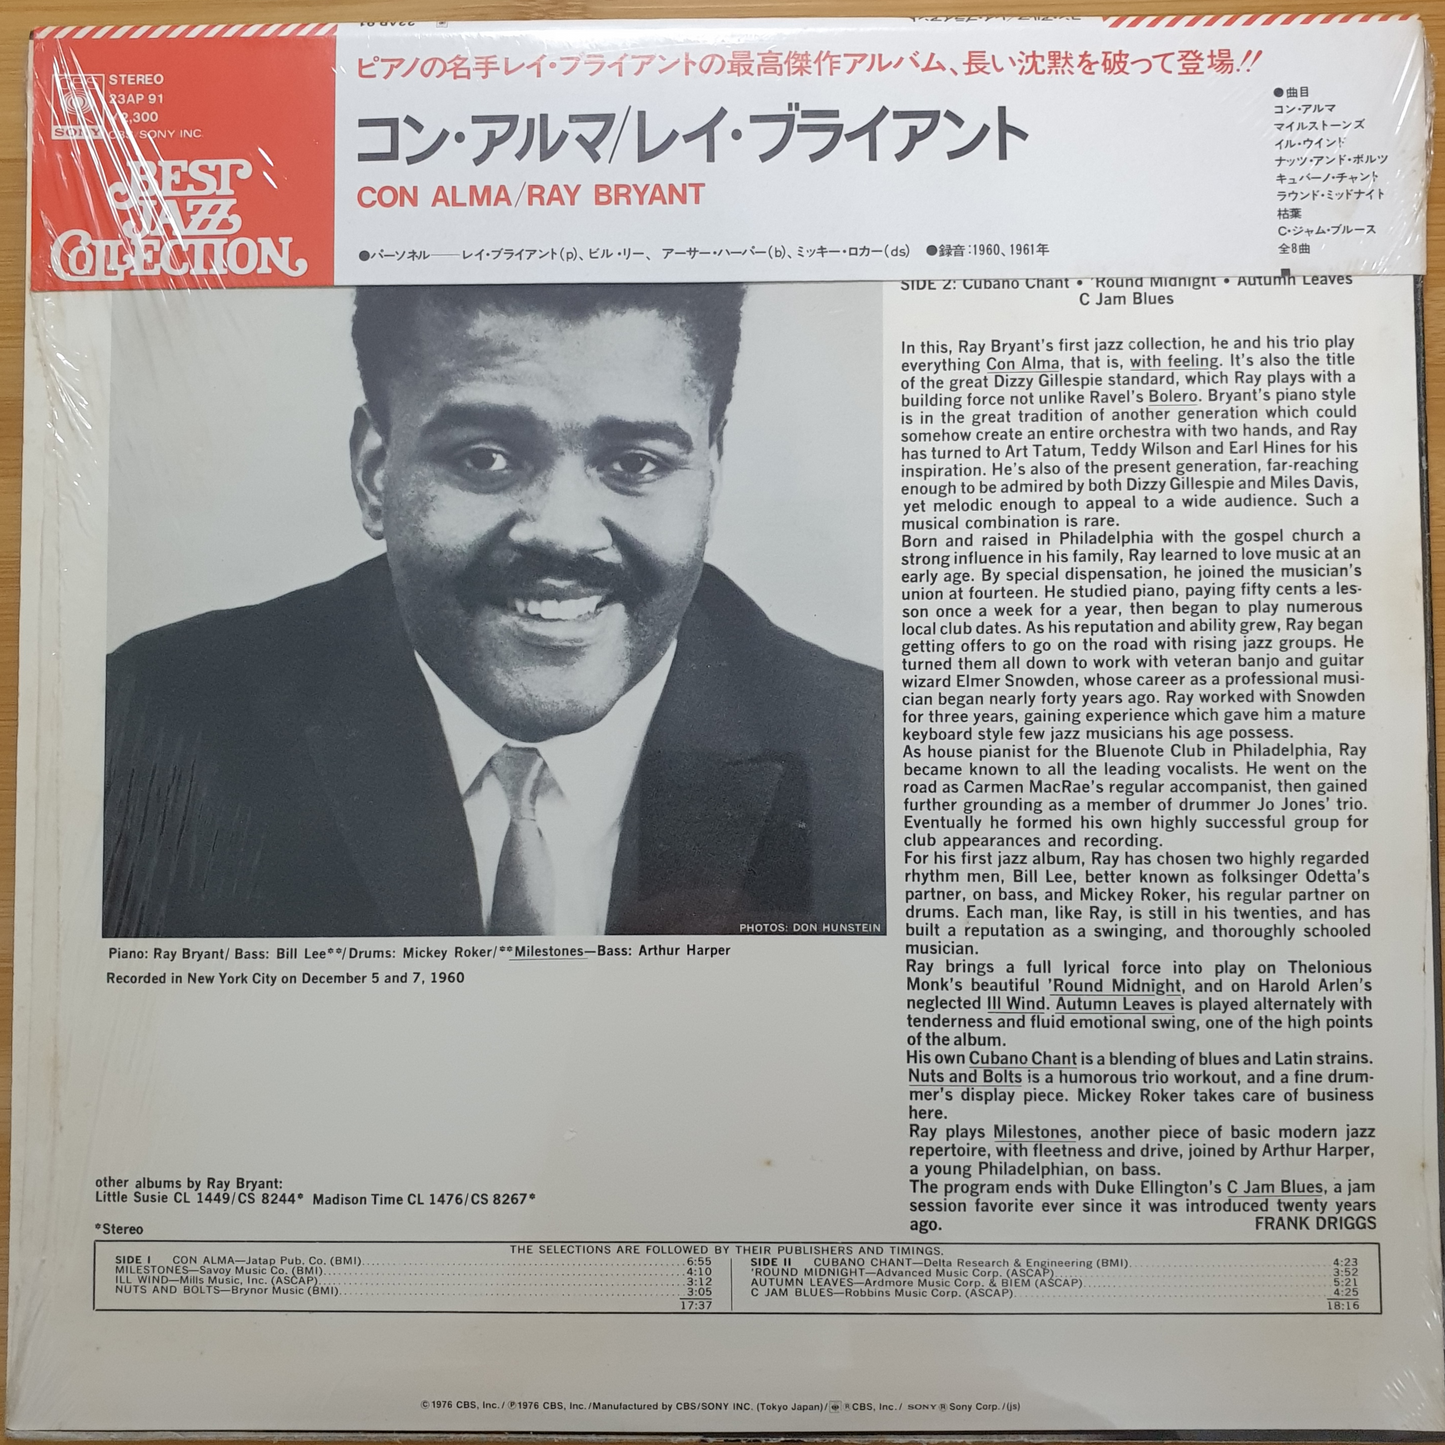 STEREO
23AP 91
¥2,300
CBS/SONY INC.
SONY
BEST
JAZZ
COLLECTION.
ピアノの名手レイ・ブライアントの最高傑作アルバム、長い沈黙を破って登場!!
コン・アルマ/レイ・ブライアント
CON ALMA/RAY BRYANT
●パーソネル——レイ・ブライアント(p)、ビル・リー、アーサー・ハーパー(b)、ミッキー・ロカー(ds) ●録音:1960、1961年
●曲目
コン・アルマ
マイルストーンズ
イル・ウインド
ナッツ・アンド・ボルツ
キュバーノ・チャント
ラウンド・ミッドナイト
枯葉
C・ジャム・ブルース
全8曲
SIDE 2: Cubano Chant • 'Round Midnight • Autumn Leaves
C Jam Blues
In this, Ray Bryant's first jazz collection, he and his trio play
everything Con Alma, that is, with feeling. It's also the title
of the great Dizzy Gillespie standard, which Ray plays with a
building force not unlike Ravel's Bolero. Bryant's piano style
is in the great tradition of another generation which could
somehow create an entire orchestra with two hands, and Ray
has turned to Art Tatum, Teddy Wilson and Earl Hines for his
inspiration. He's also of the present generation, far-reaching
enough to be admired by both Dizzy Gillespie and Miles Davis,
yet melodic enough to appeal to a wide audience. Such a
musical combination is rare.
Born and raised in Philadelphia with the gospel church a
strong influence in his family, Ray learned to love music at an
early age. By special dispensation, he joined the musician's
union at fourteen. He studied piano, paying fifty cents a les-
son once a week for a year, then began to play numerous
local club dates. As his reputation and ability grew, Ray began
getting offers to go on the road with rising jazz groups. He
turned them all down to work with veteran banjo and guitar
wizard Elmer Snowden, whose career as a professional musi-
cian began nearly forty years ago. Ray worked with Snowden
for three years, gaining experience which gave him a mature
keyboard style few jazz musicians his age possess.
As house pianist for the Bluenote Club in Philadelphia, Ray
became known to all the leading vocalists. He went on the
road as Carmen MacRae's regular accompanist, then gained
further grounding as a member of drummer Jo Jones' trio.
Eventually he formed his own highly successful group for
club appearances and recording.
For his first jazz album, Ray has chosen two highly regarded
rhythm men, Bill Lee, better known as folksinger Odetta's
partner, on bass, and Mickey Roker, his regular partner on
drums. Each man, like Ray, is still in his twenties, and has
built a reputation as a swinging, and thoroughly schooled
musician.
Ray brings a full lyrical force into play on Thelonious
Monk's beautiful 'Round Midnight, and on Harold Arlen's
neglected Ill Wind. Autumn Leaves is played alternately with
tenderness and fluid emotional swing, one of the high points
of the album.
His own Cubano Chant is a blending of blues and Latin strains.
Nuts and Bolts is a humorous trio workout, and a fine drum-
mer's display piece. Mickey Roker takes care of business
here.
Ray plays Milestones, another piece of basic modern jazz
repertoire, with fleetness and drive, joined by Arthur Harper,
a young Philadelphian, on bass.
The program ends with Duke Ellington's C Jam Blues, a jam
session favorite ever since it was introduced twenty years
ago. FRANK DRIGGS
PHOTOS: DON HUNSTEIN
Piano: Ray Bryant/ Bass: Bill Lee**/Drums: Mickey Roker/**Milestones—Bass: Arthur Harper
Recorded in New York City on December 5 and 7, 1960
other albums by Ray Bryant:
Little Susie CL 1449/CS 8244* Madison Time CL 1476/CS 8267*
*Stereo
THE SELECTIONS ARE FOLLOWED BY THEIR PUBLISHERS AND TIMINGS.
SIDE I CON ALMA—Jatap Pub. Co. (BMI) 6:55
MILESTONES—Savoy Music Co. (BMI) 4:10
ILL WIND—Mills Music, Inc. (ASCAP) 3:12
NUTS AND BOLTS—Brynor Music (BMI) 3:05
17:37
SIDE II CUBANO CHANT—Delta Research & Engineering (BMI) 4:23
'ROUND MIDNIGHT—Advanced Music Corp. (ASCAP) 3:52
AUTUMN LEAVES—Ardmore Music Corp. & BIEM (ASCAP) 5:21
C JAM BLUES—Robbins Music Corp. (ASCAP) 4:25
18:16
© 1976 CBS, Inc./ ℗ 1976 CBS, Inc./Manufactured by CBS/SONY INC. (Tokyo Japan)/ ® CBS, Inc./ SONY ® Sony Corp./(js)